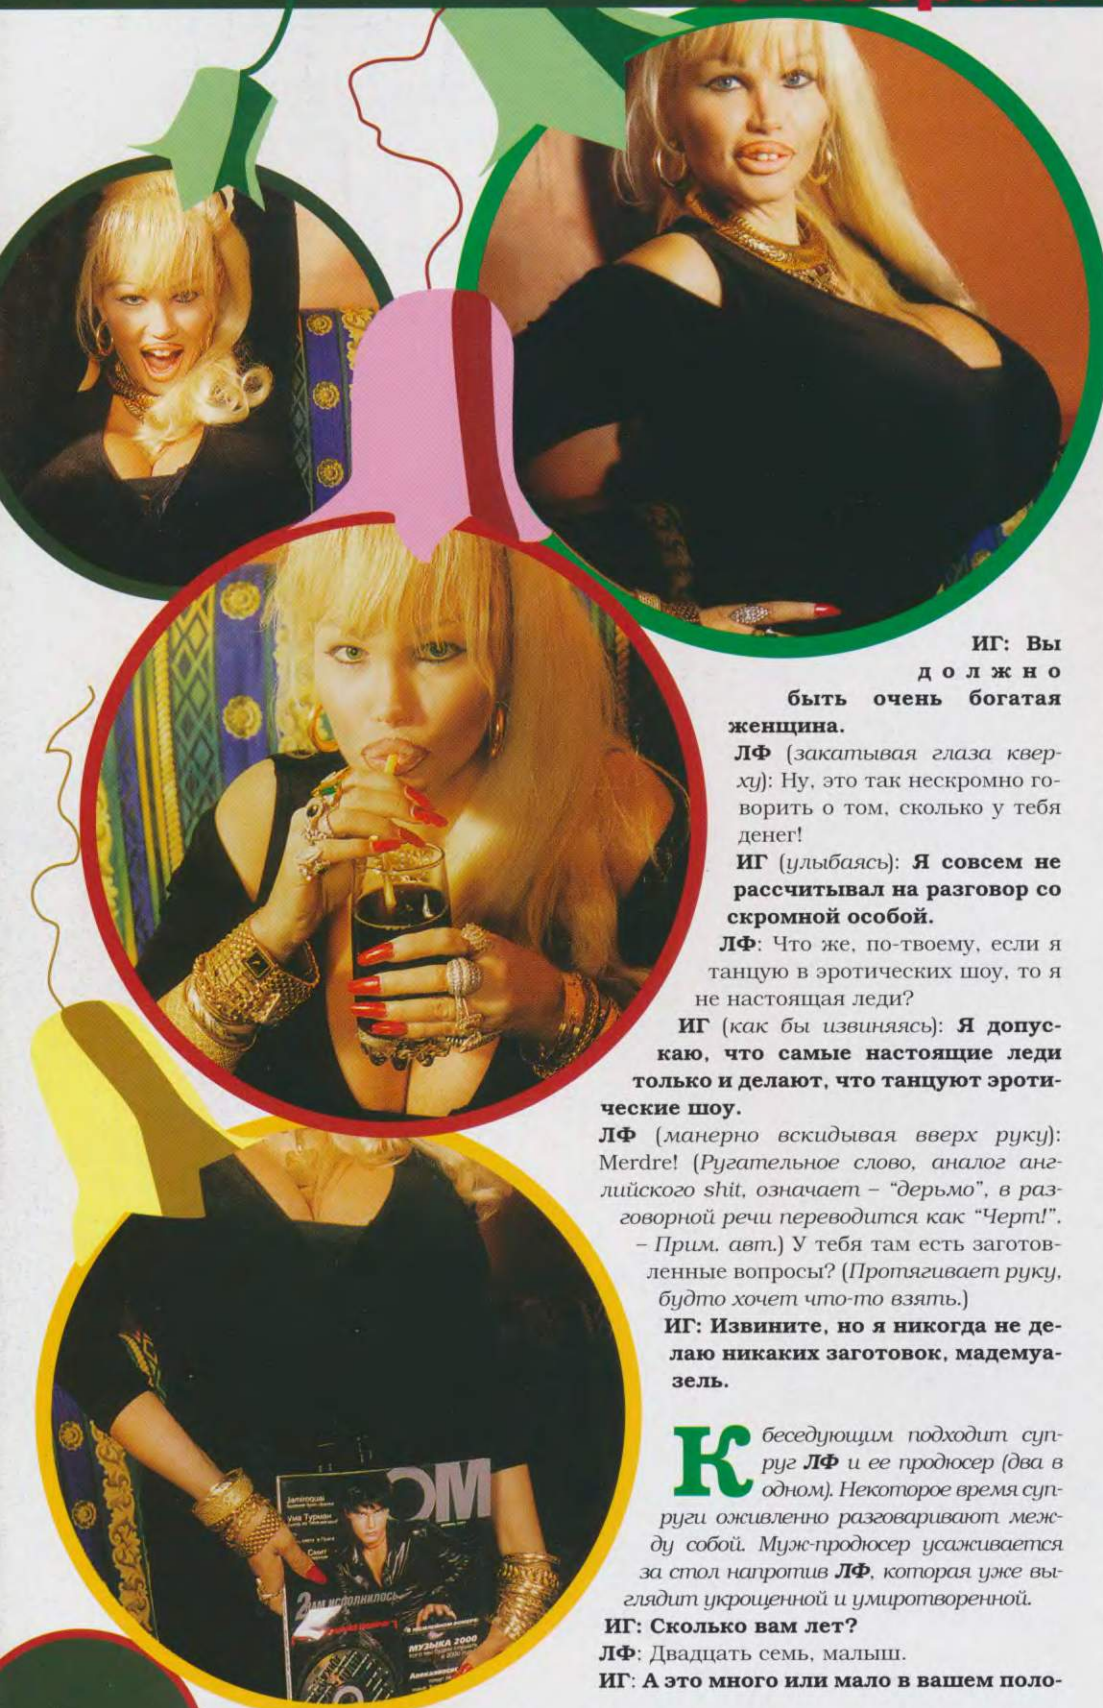 ИГ: Вы
должно
быть очень богатая
женщина.
ЛФ (закатывая глаза квер-
ху): Ну, это так нескромно го-
ворить о том, сколько у тебя
денег!
ИГ (улыбаясь): Я совсем не
рассчитывал на разговор со
скромной особой.
ЛФ: Что же, по-твоему, если я
танцую в эротических шоу, то я
не настоящая леди?
ИГ (как бы извиняясь): Я допус-
каю, что самые настоящие леди
только и делают, что танцуют эроти-
ческие шоу.
ЛФ (манерно вскидывая вверх руку):
Merdre! (Ругательное слово, аналог анг-
лийского shit, означает – "дерьмо", в раз-
говорной речи переводится как "Черт!".
– Прим. авт.) У тебя там есть заготов-
ленные вопросы? (Протягивает руку,
будто хочет что-то взять.)
ИГ: Извините, но я никогда не де-
лаю никаких заготовок, мадемуа-
зель.
К беседующим подходит суп-
руг ЛФ и ее продюсер (два в
одном). Некоторое время суп-
руги оживленно разговаривают меж-
ду собой. Муж-продюсер усаживается
за стол напротив ЛФ, которая уже вы-
глядит укрощенной и умиротворенной.
ИГ: Сколько вам лет?
ЛФ: Двадцать семь, малыш.
ИГ: А это много или мало в вашем поло-
ОМ
Jamiroquai
Ума Турман
2 НАМ ИСПОЛНИЛОСЬ
МУЗЫКА 2000